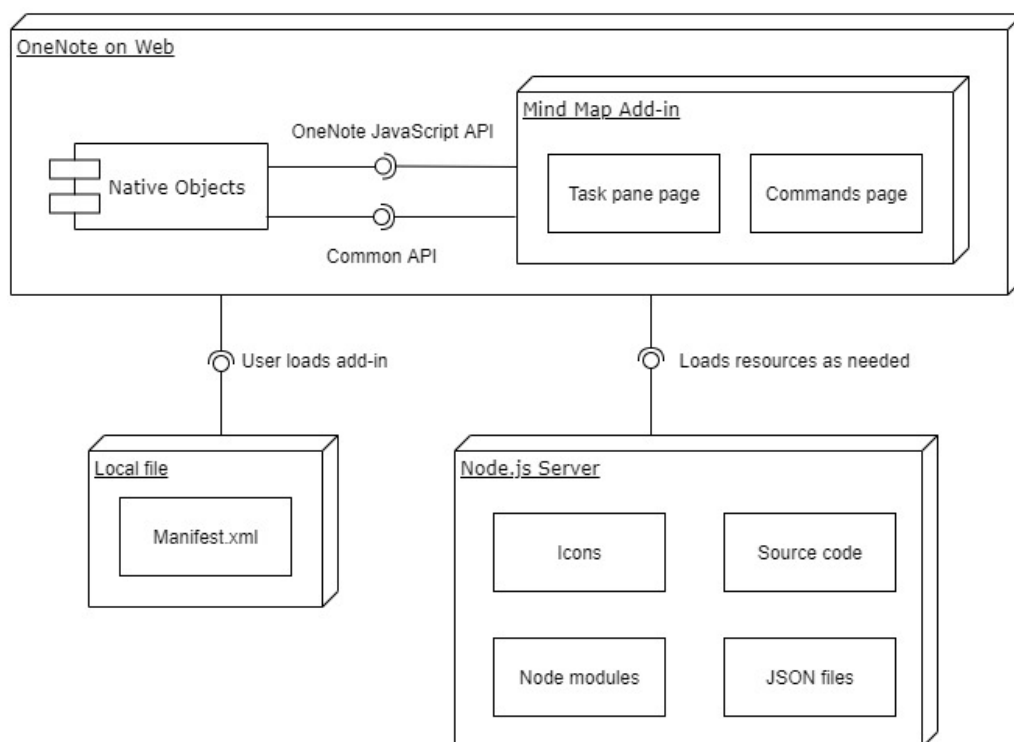 OneNote on Web
Mind Map Add-in
OneNote JavaScript API
Native Objects
Task pane page
Commands page
Common API
User loads add-in
Loads resources as needed
Local file
Node.js Server
Manifest.xml
Icons
Source code
Node modules
JSON files